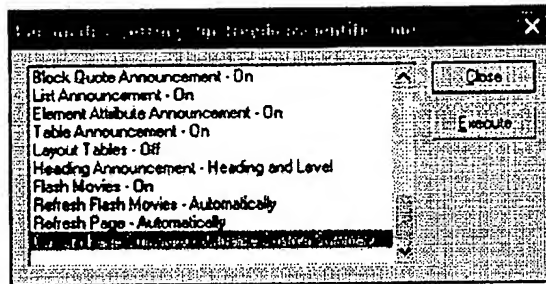 Block Quote Announcement - On
List Announcement - On
Element Attribute Announcement - On
Table Announcement - On
Layout Tables - Off
Heading Announcement - Heading and Level
Flash Movies - On
Refresh Flash Movies - Automatically
Refresh Page - Automatically
Close
Execute